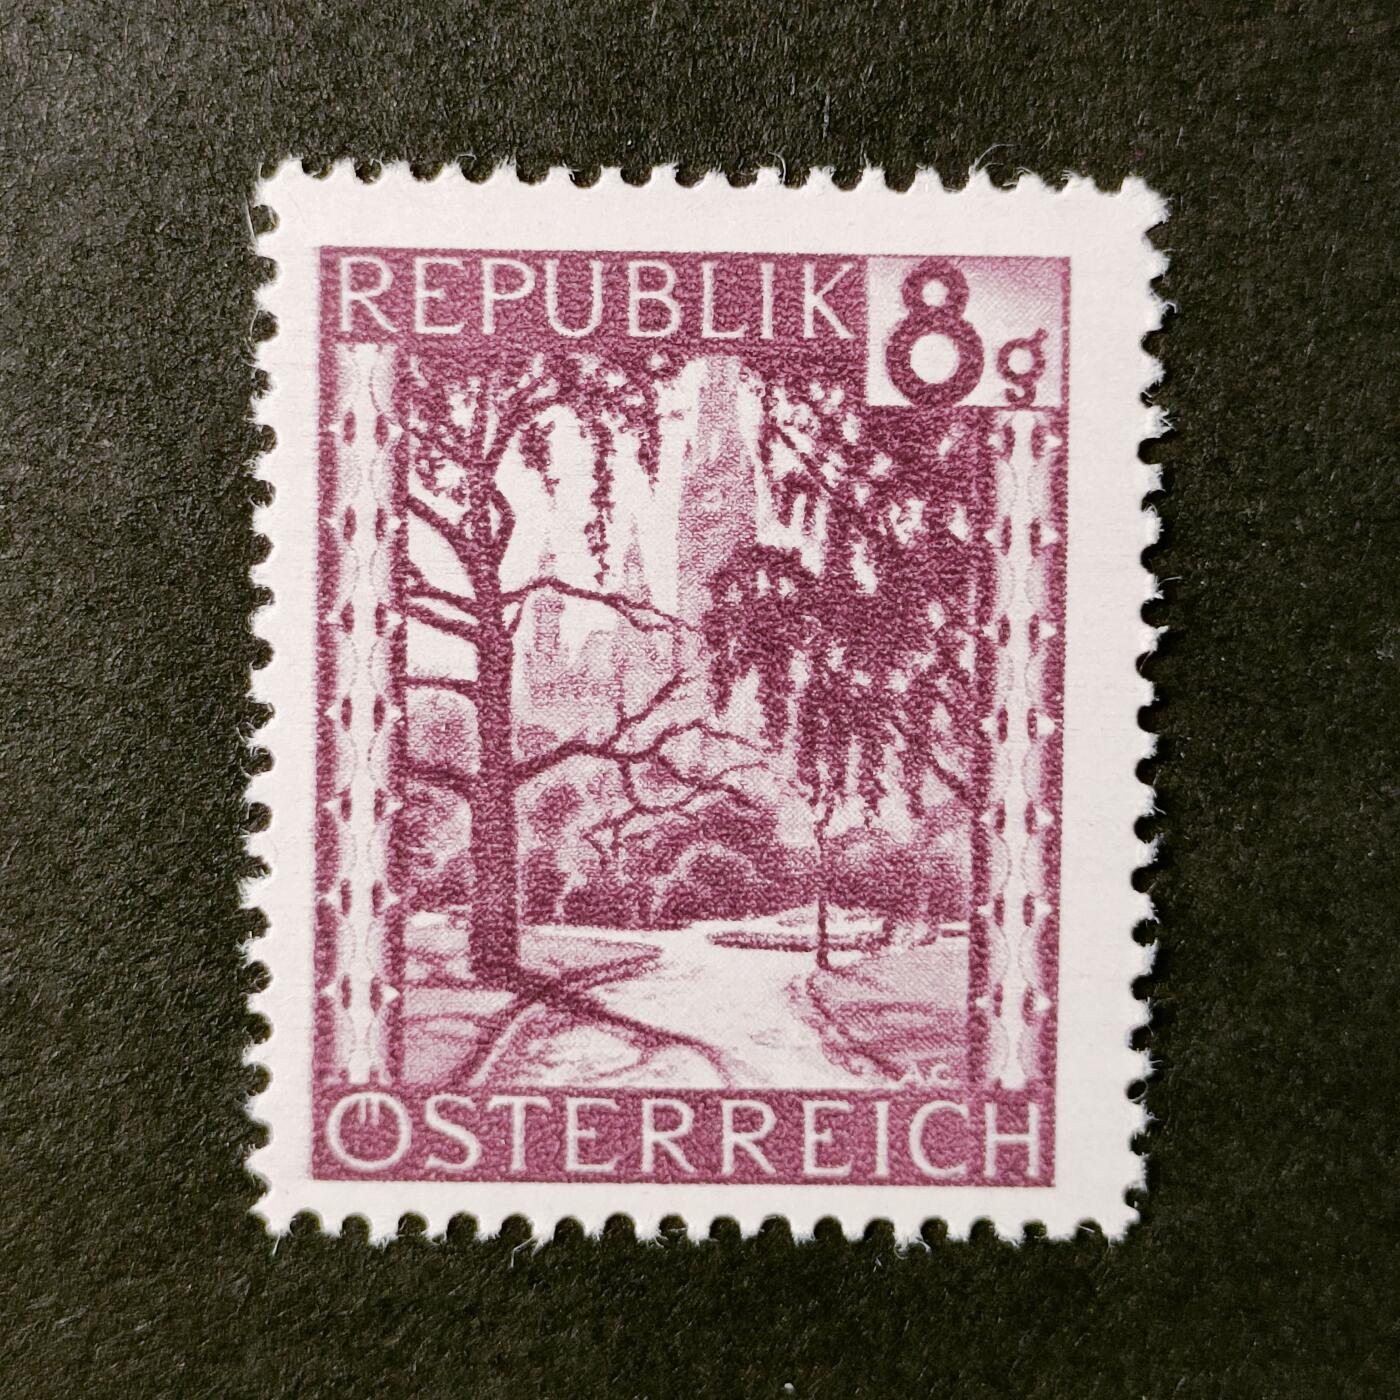 REPUBLIK
8g
ÖSTERREICH